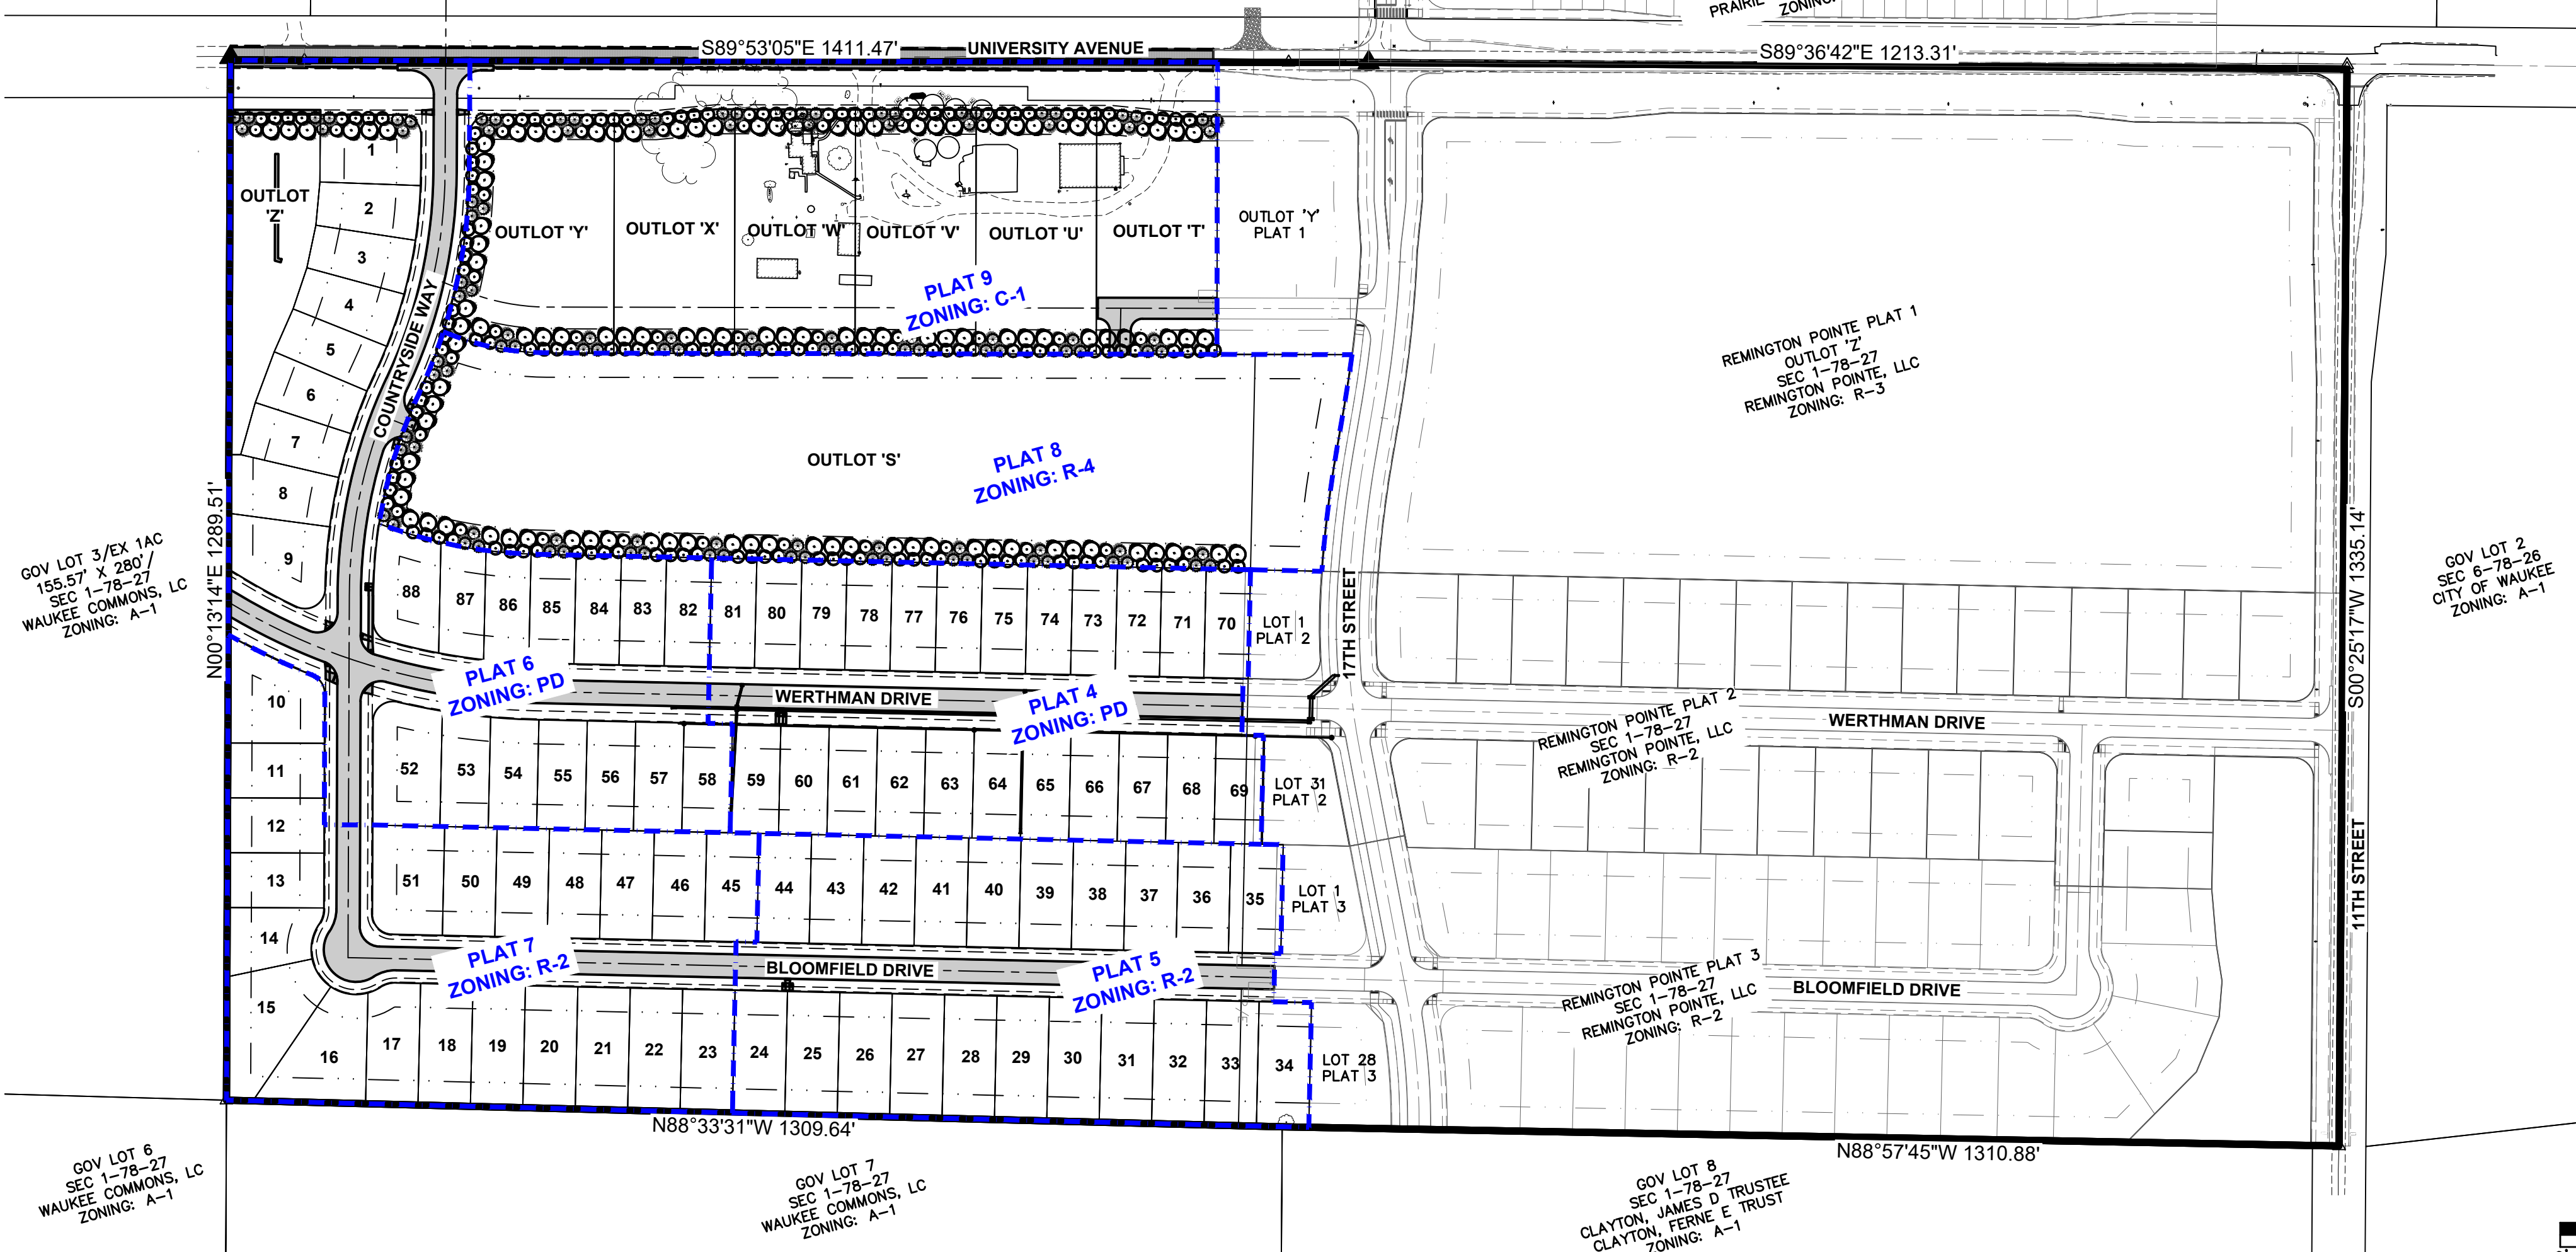 PRAIRIE
ZONING:
S89°53'05"E 1411.47'
UNIVERSITY AVENUE
S89°36'42"E 1213.31'
OUTLOT
'Z'
1
2
3
4
5
6
7
8
9
COUNTRYSIDE WAY
OUTLOT 'Y'
OUTLOT 'X'
OUTLOT 'W'
OUTLOT 'V'
OUTLOT 'U'
OUTLOT 'T'
OUTLOT 'Y'
PLAT 1
PLAT 9
ZONING: C-1
REMINGTON POINTE PLAT 1
OUTLOT 'Z'
SEC 1-78-27
REMINGTON POINTE, LLC
ZONING: R-3
OUTLOT 'S'
PLAT 8
ZONING: R-4
N00°13'14"E 1289.51'
GOV LOT 3/EX 1AC
155.57' X 280'/
SEC 1-78-27
WAUKEE COMMONS, LC
ZONING: A-1
S00°25'17"W 1335.14'
GOV LOT 2
SEC 6-78-26
CITY OF WAUKEE
ZONING: A-1
88
87
86
85
84
83
82
81
80
79
78
77
76
75
74
73
72
71
70
LOT 1
PLAT 2
17TH STREET
PLAT 6
ZONING: PD
WERTHMAN DRIVE
PLAT 4
ZONING: PD
REMINGTON POINTE PLAT 2
SEC 1-78-27
REMINGTON POINTE, LLC
ZONING: R-2
WERTHMAN DRIVE
10
11
12
13
14
15
16
52
53
54
55
56
57
58
59
60
61
62
63
64
65
66
67
68
69
LOT 31
PLAT 2
51
50
49
48
47
46
45
44
43
42
41
40
39
38
37
36
35
LOT 1
PLAT 3
11TH STREET
PLAT 7
ZONING: R-2
BLOOMFIELD DRIVE
PLAT 5
ZONING: R-2
REMINGTON POINTE PLAT 3
SEC 1-78-27
REMINGTON POINTE, LLC
ZONING: R-2
BLOOMFIELD DRIVE
17
18
19
20
21
22
23
24
25
26
27
28
29
30
31
32
33
34
LOT 28
PLAT 3
N88°33'31"W 1309.64'
N88°57'45"W 1310.88'
GOV LOT 6
SEC 1-78-27
WAUKEE COMMONS, LC
ZONING: A-1
GOV LOT 7
SEC 1-78-27
WAUKEE COMMONS, LC
ZONING: A-1
GOV LOT 8
SEC 1-78-27
CLAYTON, JAMES D TRUSTEE
CLAYTON, FERNE E TRUST
ZONING: A-1